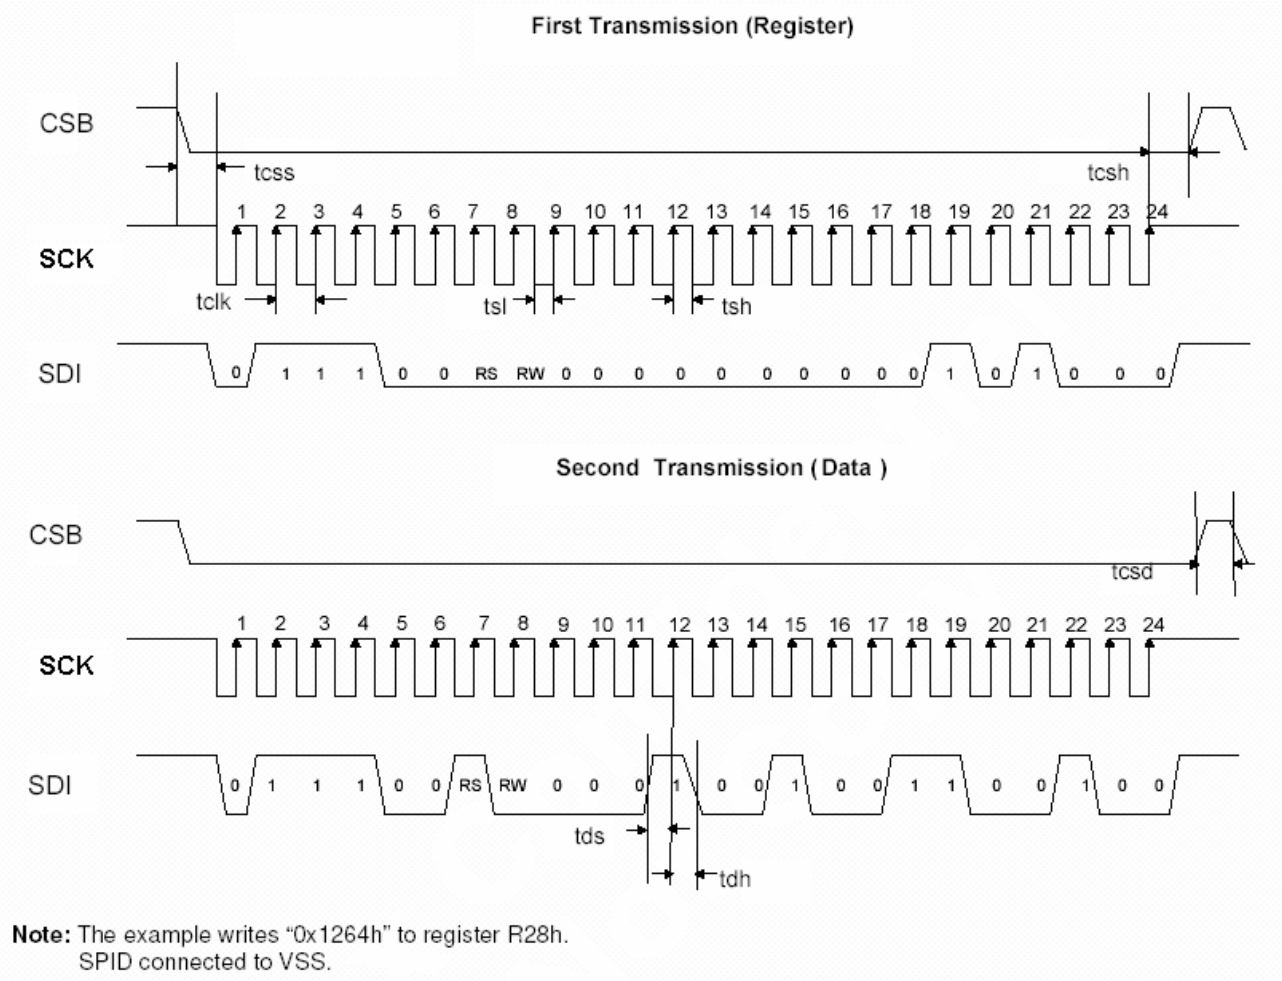 First Transmission (Register)
CSB
tcss
tcsh
1 2 3 4 5 6 7 8 9 10 11 12 13 14 15 16 17 18 19 20 21 22 23 24
SCK
tclk
tsl
tsh
SDI
0 1 1 1 0 0 RS RW 0 0 0 0 0 0 0 0 0 0 1 0 1 0 0 0
Second Transmission ( Data )
CSB
tcsd
1 2 3 4 5 6 7 8 9 10 11 12 13 14 15 16 17 18 19 20 21 22 23 24
SCK
SDI
0 1 1 1 0 0 RS RW 0 0 0 1 0 0 1 0 0 1 1 0 0 1 0 0
tds
tdh
Note: The example writes “0x1264h” to register R28h.
SPID connected to VSS.